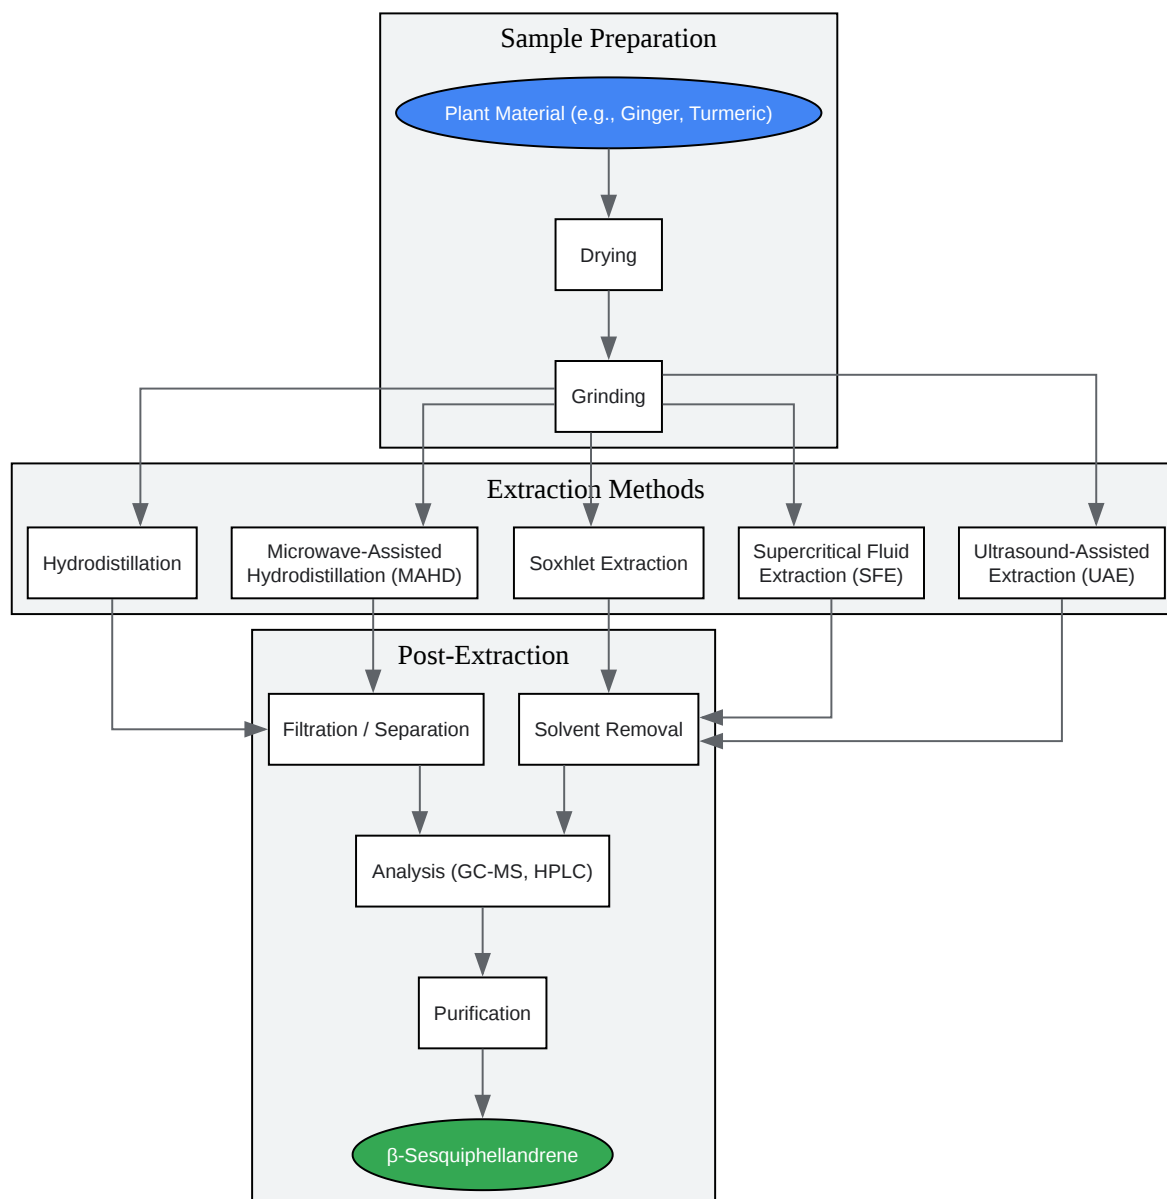 Sample Preparation
Plant Material (e.g., Ginger, Turmeric)
Drying
Grinding
Extraction Methods
Hydrodistillation
Microwave-Assisted
Hydrodistillation (MAHD)
Soxhlet Extraction
Supercritical Fluid
Extraction (SFE)
Ultrasound-Assisted
Extraction (UAE)
Post-Extraction
Filtration / Separation
Solvent Removal
Analysis (GC-MS, HPLC)
Purification
β-Sesquiphellandrene